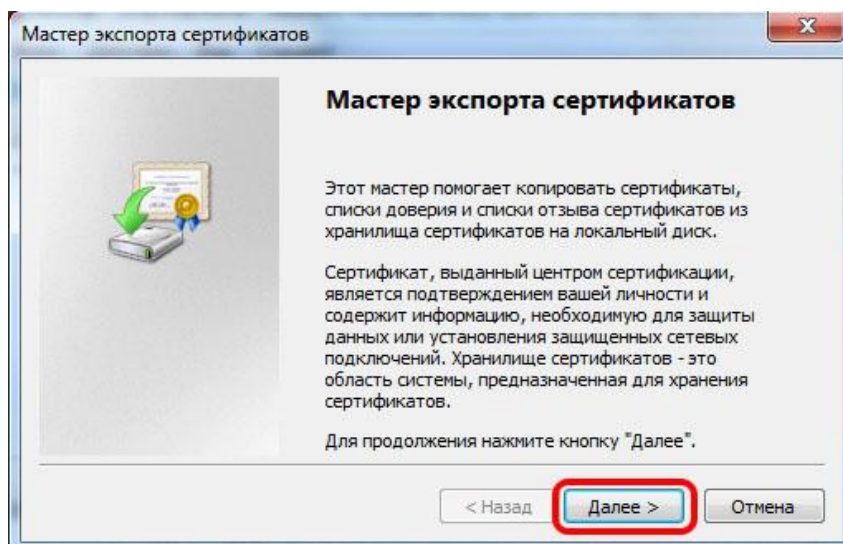 Мастер экспорта сертификатов
Мастер экспорта сертификатов
Этот мастер помогает копировать сертификаты,
списки доверия и списки отзыва сертификатов из
хранилища сертификатов на локальный диск.
Сертификат, выданный центром сертификации,
является подтверждением вашей личности и
содержит информацию, необходимую для защиты
данных или установления защищенных сетевых
подключений. Хранилище сертификатов - это
область системы, предназначенная для хранения
сертификатов.
Для продолжения нажмите кнопку "Далее".
< Назад Далее > Отмена